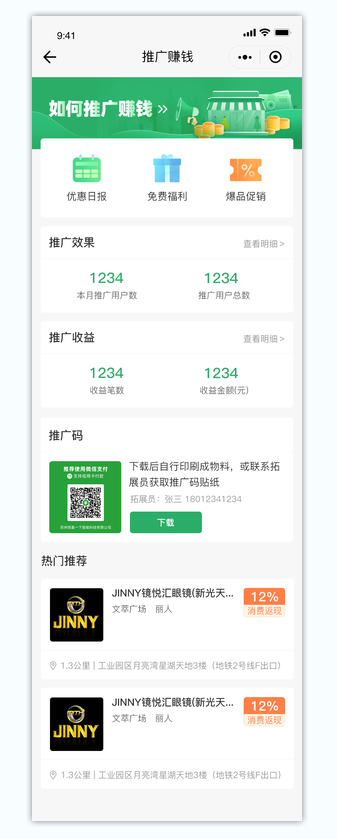 9:41
推广赚钱
如何推广赚钱 »
%
优惠日报 免费福利 爆品促销
推广效果 查看明细 >
1234 1234
本月推广用户数 推广用户总数
推广收益 查看明细 >
1234 1234
收益笔数 收益金额(元)
推广码
推荐使用微信支付
支持信用卡付款
下载后自行印刷成物料，或联系拓
展员获取推广码贴纸
拓展员：张三 18012341234
下载
热门推荐
JINNY
JINNY镜悦汇眼镜(新光天...
文萃广场 丽人
12%
消费返现
1.3公里 | 工业园区月亮湾星湖天地3楼（地铁2号线F出口）
JINNY
JINNY镜悦汇眼镜(新光天...
文萃广场 丽人
12%
消费返现
1.3公里 | 工业园区月亮湾星湖天地3楼（地铁2号线F出口）